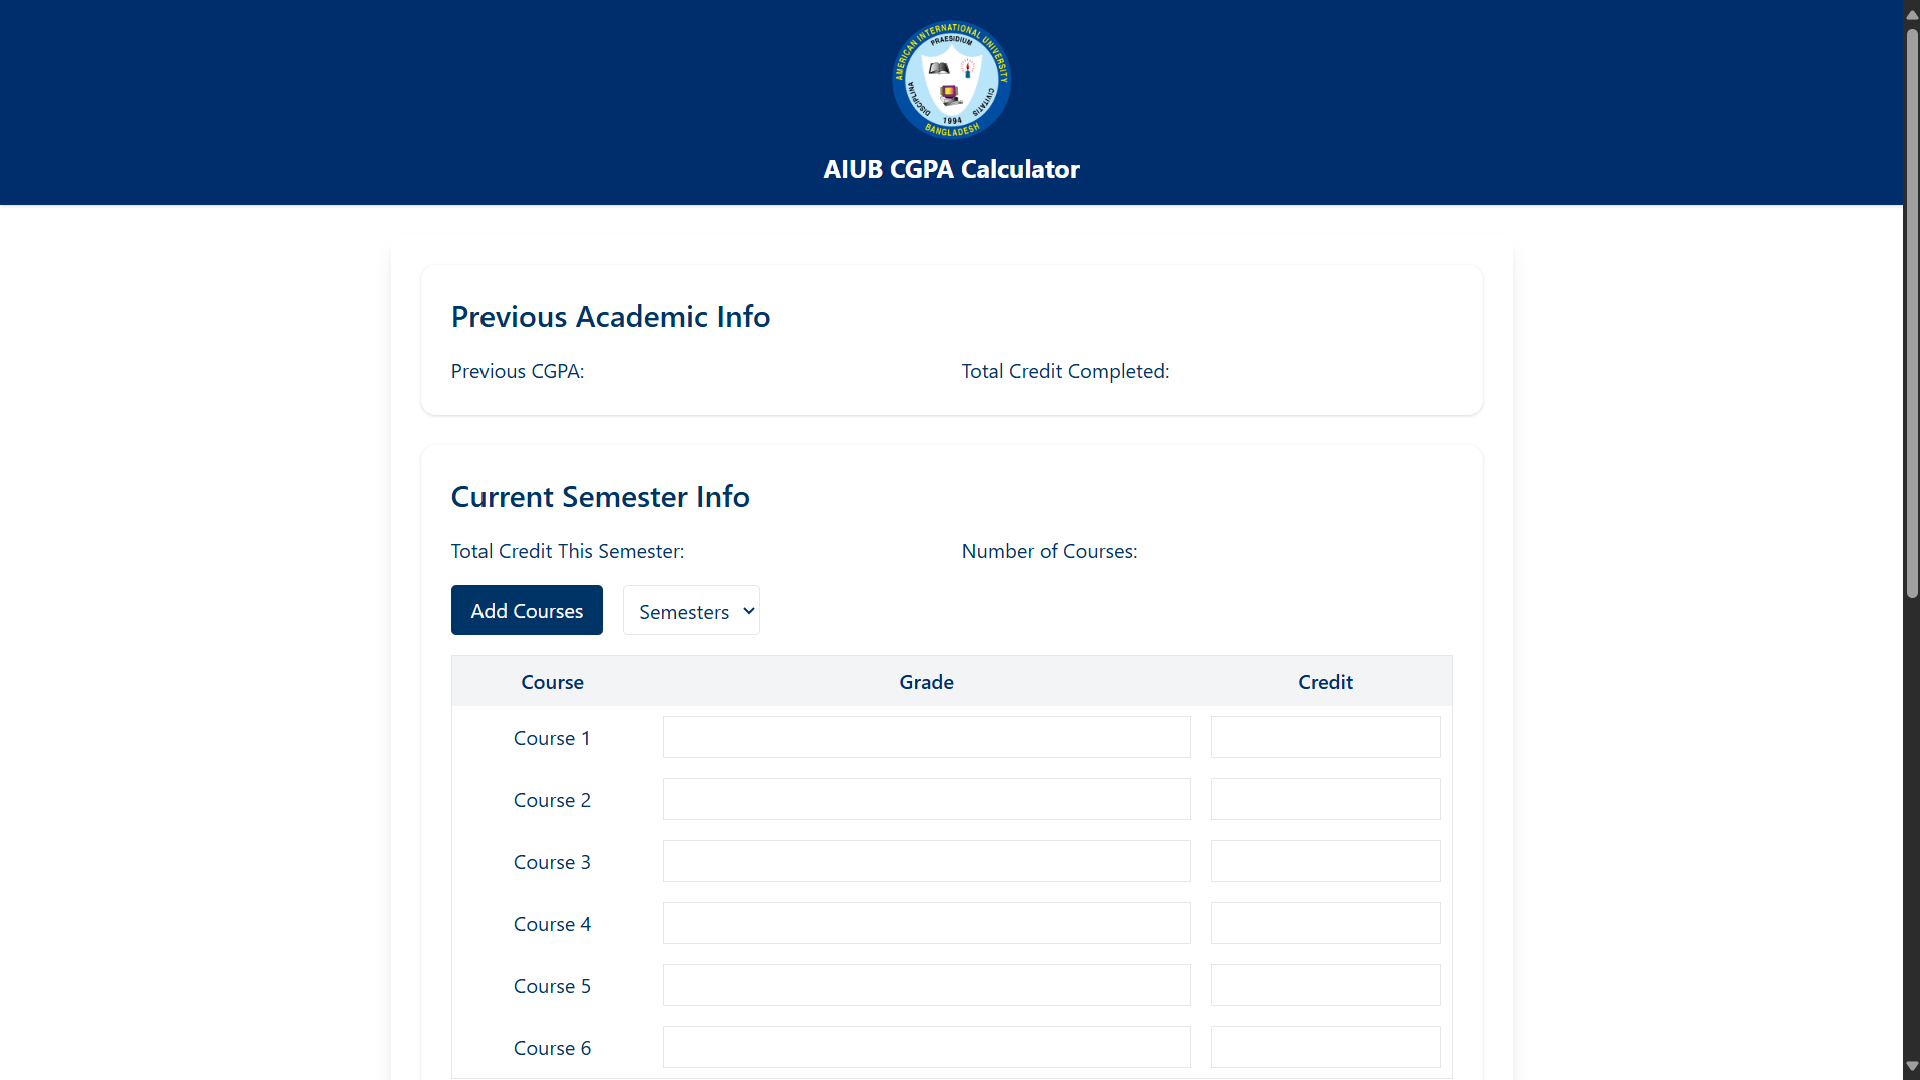 AMERICAN INTERNATIONAL UNIVERSITY
PRAESIDIUM
DISCIPLINA
CIVITATIS
1994
BANGLADESH
AIUB CGPA Calculator
Previous Academic Info
Previous CGPA:
Total Credit Completed:
Current Semester Info
Total Credit This Semester:
Number of Courses:
Add Courses
Semesters
Course Grade Credit
Course 1
Course 2
Course 3
Course 4
Course 5
Course 6